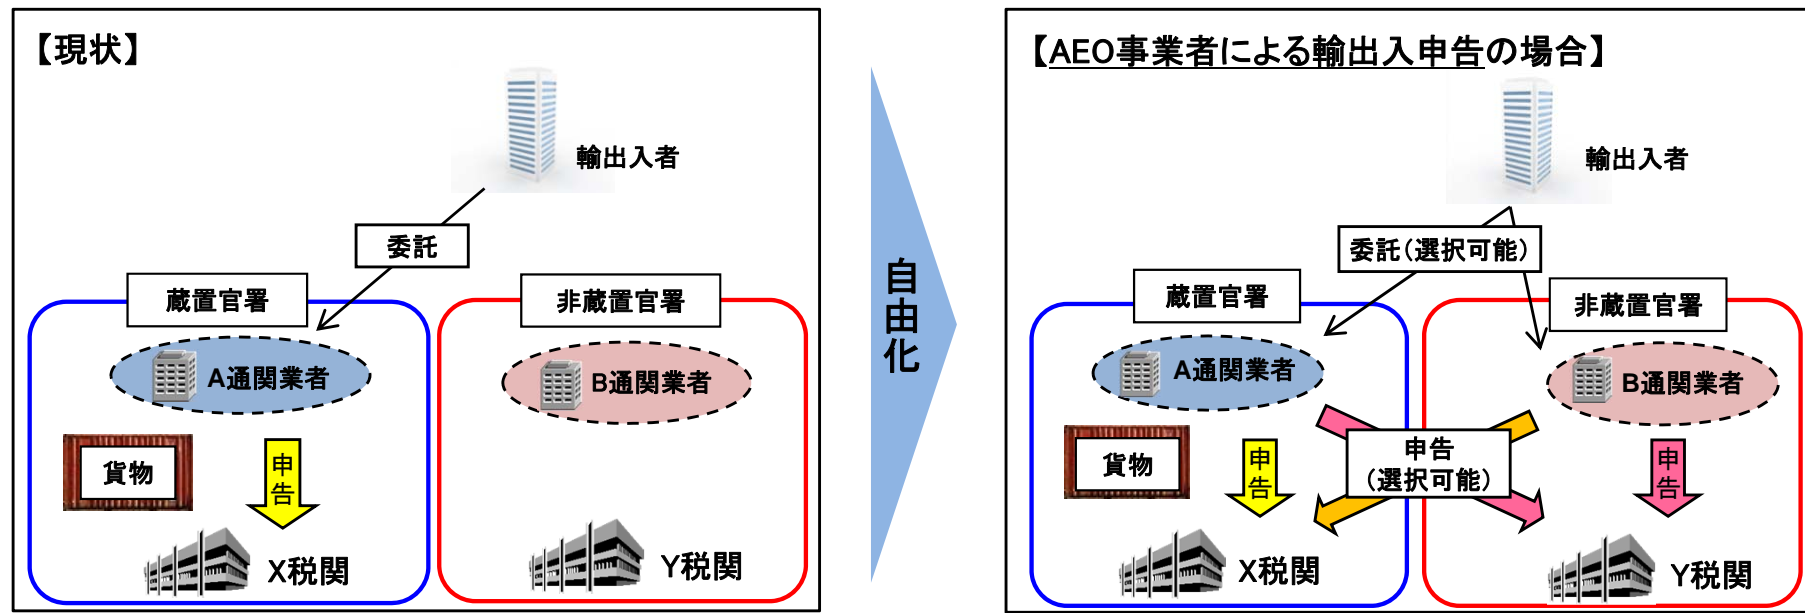 【現状】
輸出入者
委託
蔵置官署
非蔵置官署
A通関業者
B通関業者
貨物
申告
X税関
Y税関
自由化
【AEO事業者による輸出入申告の場合】
輸出入者
委託(選択可能)
蔵置官署
非蔵置官署
A通関業者
B通関業者
貨物
申告
申告
(選択可能)
申告
X税関
Y税関